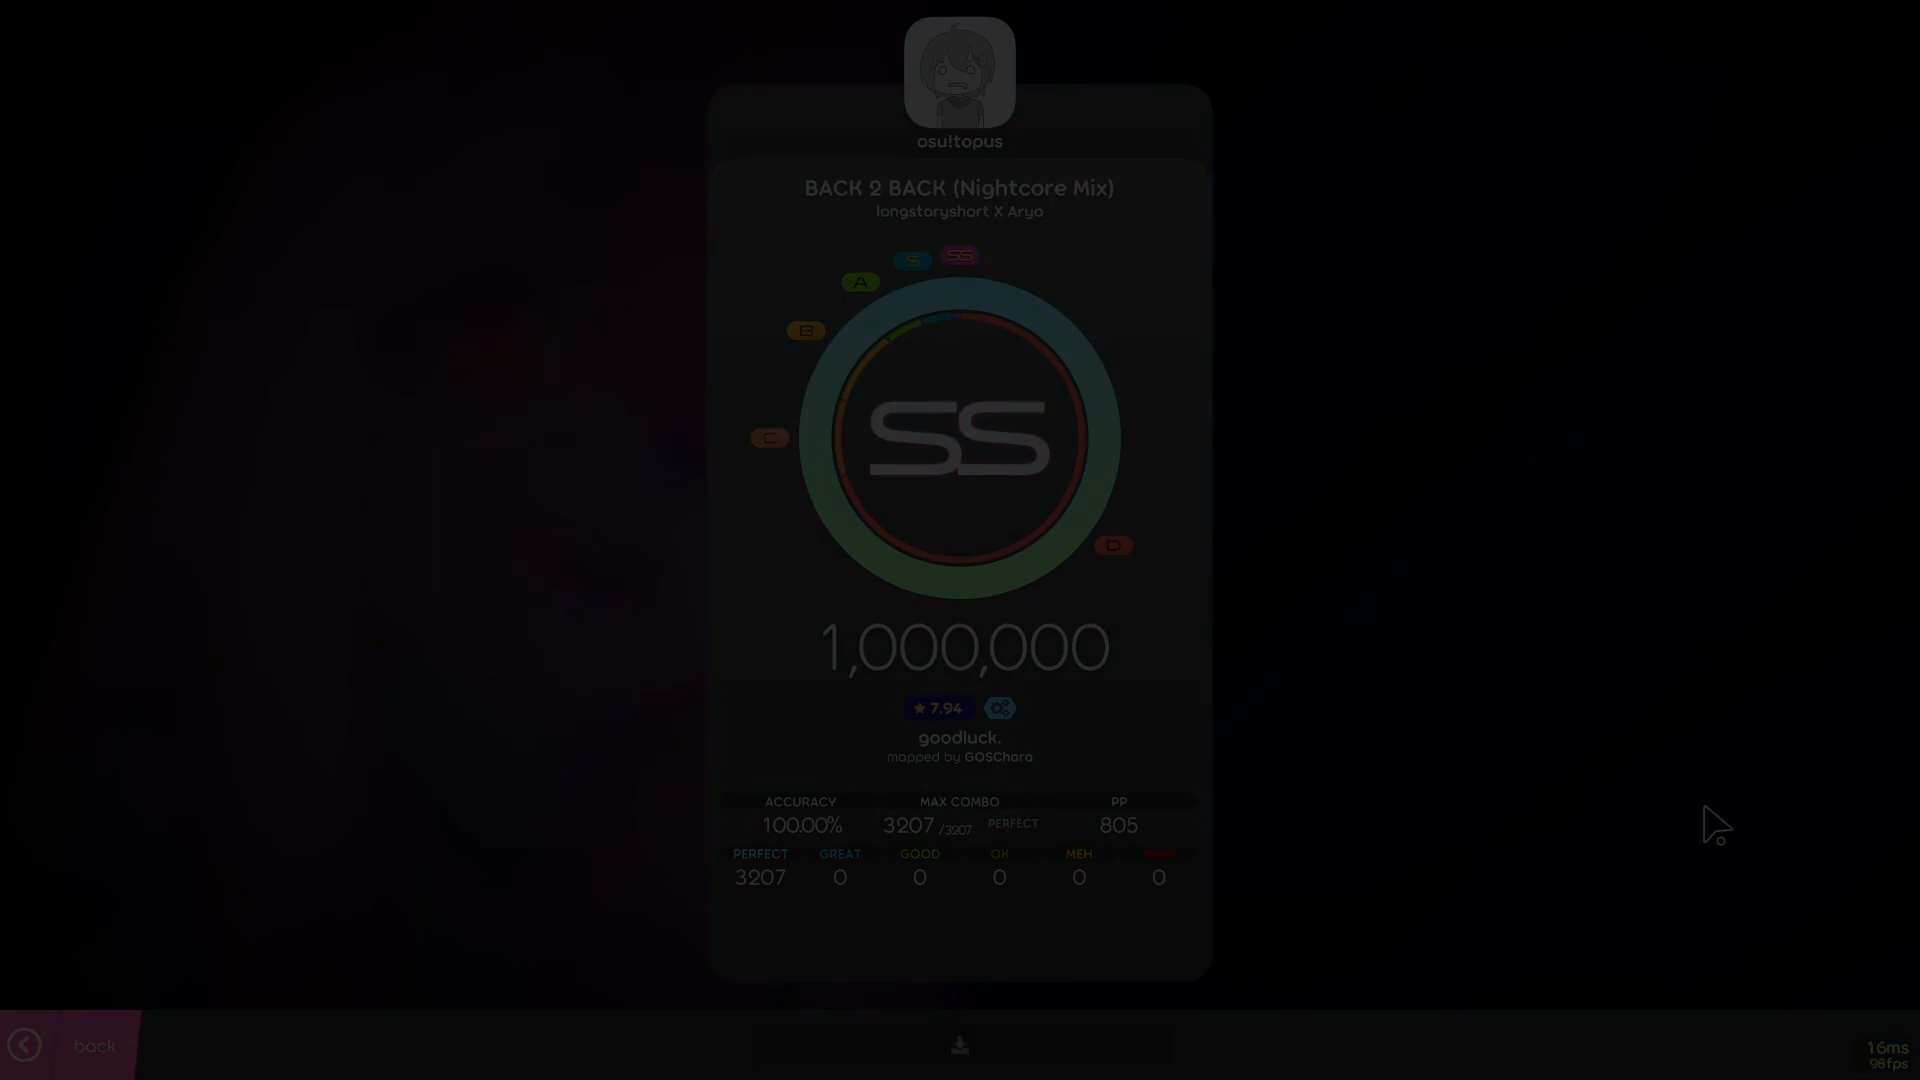 osu!topus
BACK 2 BACK (Nightcore Mix)
longstoryshort X Arya
SS
S
A
B
C
SS
D
1,000,000
7.94
goodluck.
mapped by GOSChara
ACCURACY MAX COMBO PP
100.00% 3207 /3207 PERFECT 805
PERFECT GREAT GOOD OK MEH
3207 0 0 0 0 0
back
16ms
98fps